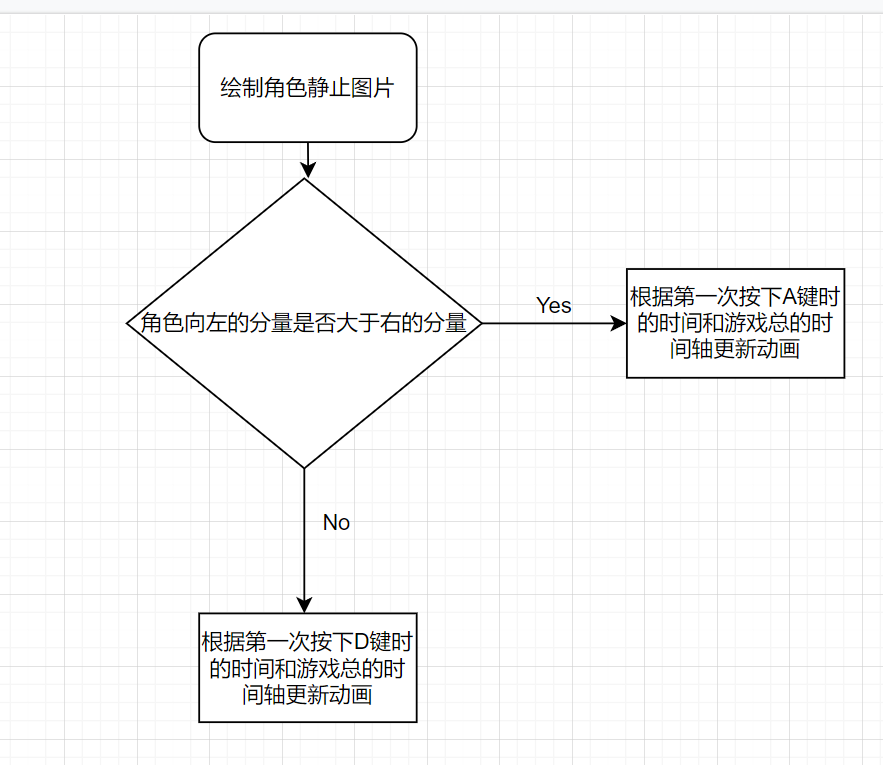 绘制角色静止图片
角色向左的分量是否大于右的分量
Yes
根据第一次按下A键时
的时间和游戏总的时
间轴更新动画
No
根据第一次按下D键时
的时间和游戏总的时
间轴更新动画